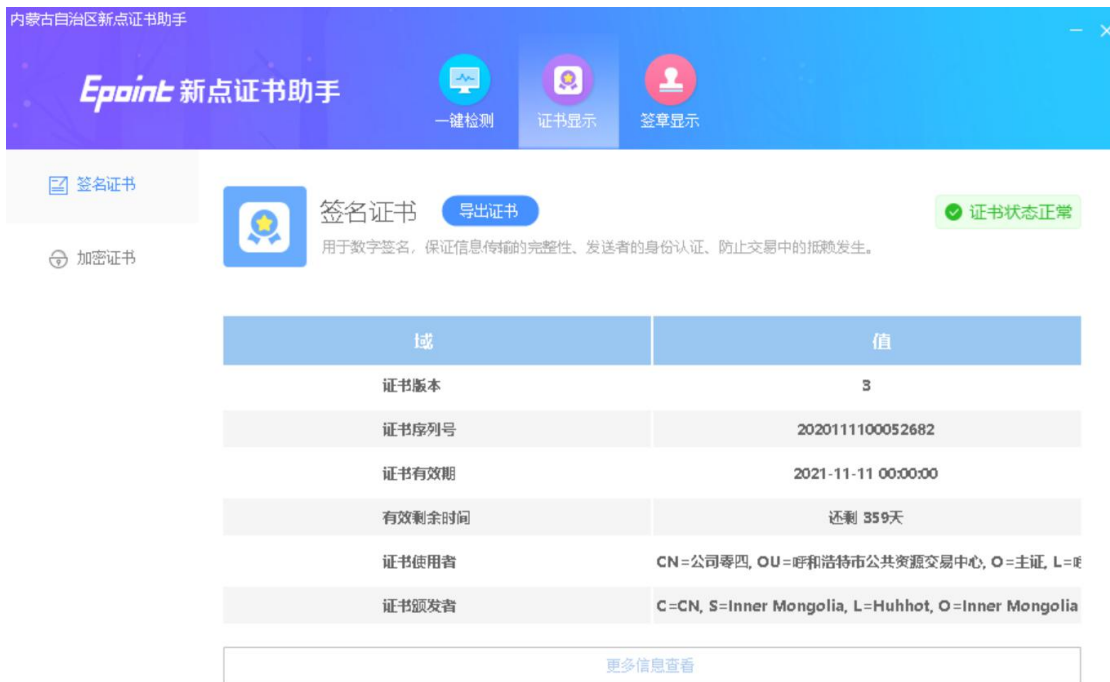 内蒙古自治区新点证书助手
Epoint 新点证书助手
一键检测
证书显示
签章显示
签名证书
加密证书
签名证书
导出证书
证书状态正常
用于数字签名，保证信息传输的完整性、发送者的身份认证、防止交易中的抵赖发生。
域 值
证书版本 3
证书序列号 2020111100052682
证书有效期 2021-11-11 00:00:00
有效剩余时间 还剩 359天
证书使用者 CN=公司零四, OU=呼和浩特市公共资源交易中心, O=主证, L=
证书颁发者 C=CN, S=Inner Mongolia, L=Huhhot, O=Inner Mongolia
更多信息查看